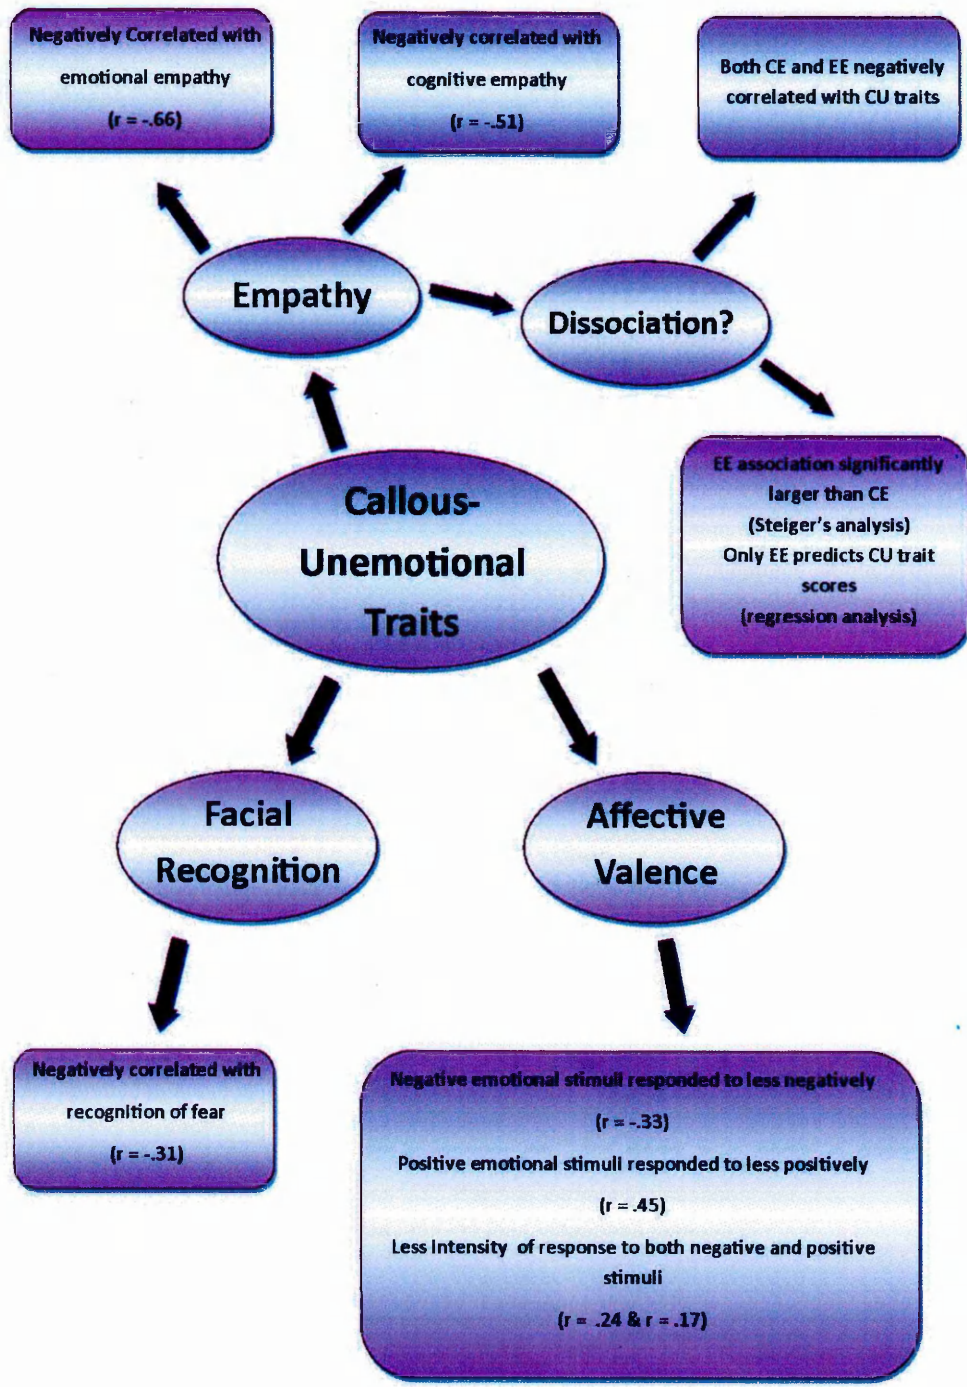 Negatively Correlated with
emotional empathy
(r = -.66)
Negatively correlated with
cognitive empathy
(r = -.51)
Both CE and EE negatively
correlated with CU traits
Empathy
Dissociation?
EE association significantly
larger than CE
(Steiger's analysis)
Only EE predicts CU trait
scores
(regression analysis)
Callous-
Unemotional
Traits
Facial
Recognition
Affective
Valence
Negatively correlated with
recognition of fear
(r = -.31)
Negative emotional stimuli responded to less negatively
(r = -.33)
Positive emotional stimuli responded to less positively
(r = .45)
Less intensity of response to both negative and positive
stimuli
(r = .24 & r = .17)